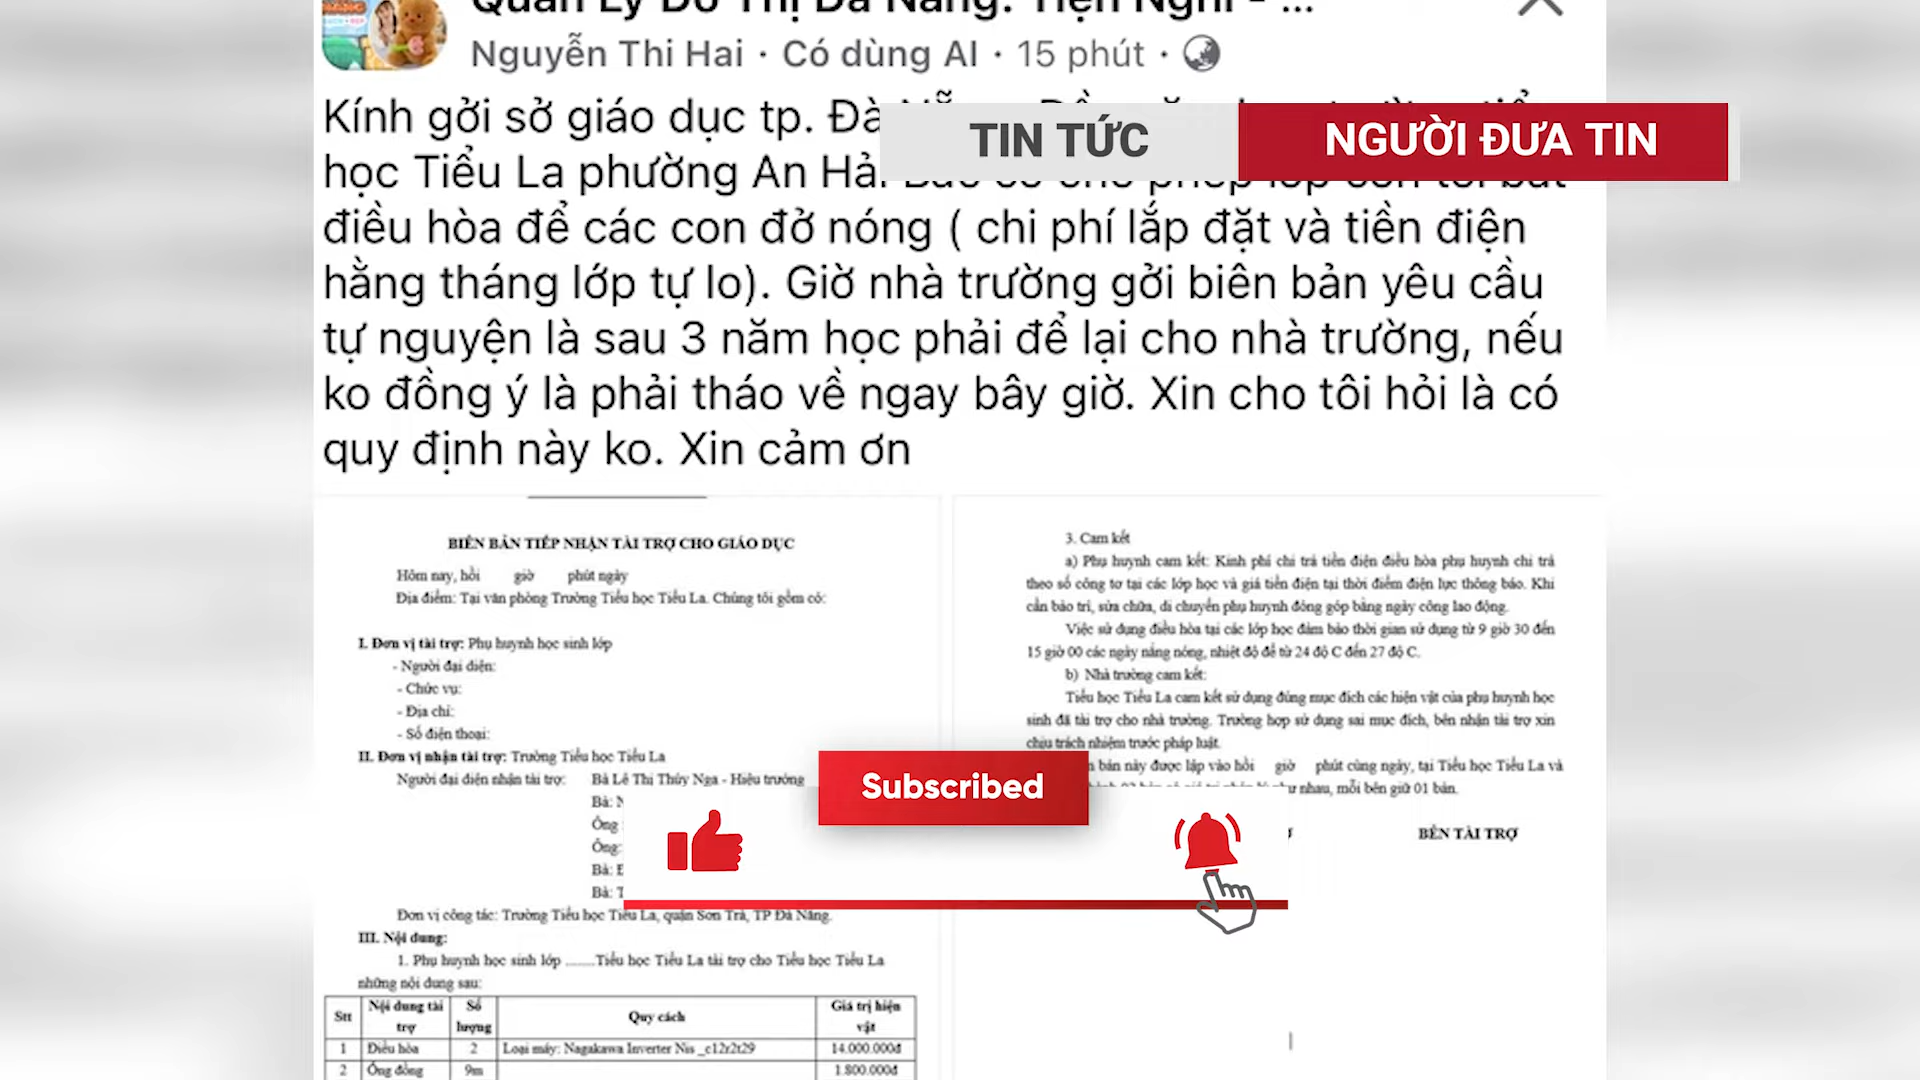 Quản Lý Đô Thị Đà Nẵng: Tiện Nghi - ...
Nguyễn Thi Hai · Có dùng AI · 15 phút ·
Kính gởi sở giáo dục tp. Đà
TIN TỨC
NGƯỜI ĐƯA TIN
học Tiểu La phường An Hải
điều hòa để các con đở nóng ( chi phí lắp đặt và tiền điện
hằng tháng lớp tự lo). Giờ nhà trường gởi biên bản yêu cầu
tự nguyện là sau 3 năm học phải để lại cho nhà trường, nếu
ko đồng ý là phải tháo về ngay bây giờ. Xin cho tôi hỏi là có
quy định này ko. Xin cảm ơn
BIÊN BẢN TIẾP NHẬN TÀI TRỢ CHO GIÁO DỤC
Hôm nay, hồi giờ phút ngày
Địa điểm: Tại văn phòng Trường Tiểu học Tiểu La. Chúng tôi gồm có:
I. Đơn vị tài trợ: Phụ huynh học sinh lớp
- Người đại diện:
- Chức vụ:
- Địa chỉ:
- Số điện thoại:
II. Đơn vị nhận tài trợ: Trường Tiểu học Tiểu La
Người đại diện nhận tài trợ: Bà Lê Thị Thúy Nga - Hiệu trưởng
Bà:
Ông
Ông:
Bà:
Bà:
Đơn vị công tác: Trường Tiểu học Tiểu La, quận Sơn Trà, TP Đà Nẵng.
III. Nội dung:
1. Phụ huynh học sinh lớp ........Tiểu học Tiểu La tài trợ cho Tiểu học Tiểu La
những nội dung sau:
Stt Nội dung tài trợ Số lượng Quy cách Giá trị hiện vật
1 Điều hòa 2 Loại máy: Nagakawa Inverter Nis_c12r2t29 14.000.000đ
2 Ống đồng 9m 1.800.000đ
3. Cam kết
a) Phụ huynh cam kết: Kinh phí chi trả tiền điện điều hòa phụ huynh chi trả
theo số công tơ tại các lớp học và giá tiền điện tại thời điểm điện lực thông báo. Khi
cần bảo trì, sửa chữa, di chuyển phụ huynh đóng góp bằng ngày công lao động.
Việc sử dụng điều hòa tại các lớp học đảm bảo thời gian sử dụng từ 9 giờ 30 đến
15 giờ 00 các ngày nắng nóng, nhiệt độ để từ 24 độ C đến 27 độ C.
b) Nhà trường cam kết:
Tiểu học Tiểu La cam kết sử dụng đúng mục đích các hiện vật của phụ huynh học
sinh đã tài trợ cho nhà trường. Trường hợp sử dụng sai mục đích, bên nhận tài trợ xin
chịu trách nhiệm trước pháp luật.
bản này được lập vào hồi giờ phút cùng ngày, tại Tiểu học Tiểu La và
nhau, mỗi bên giữ 01 bản.
BÊN TÀI TRỢ
Subscribed